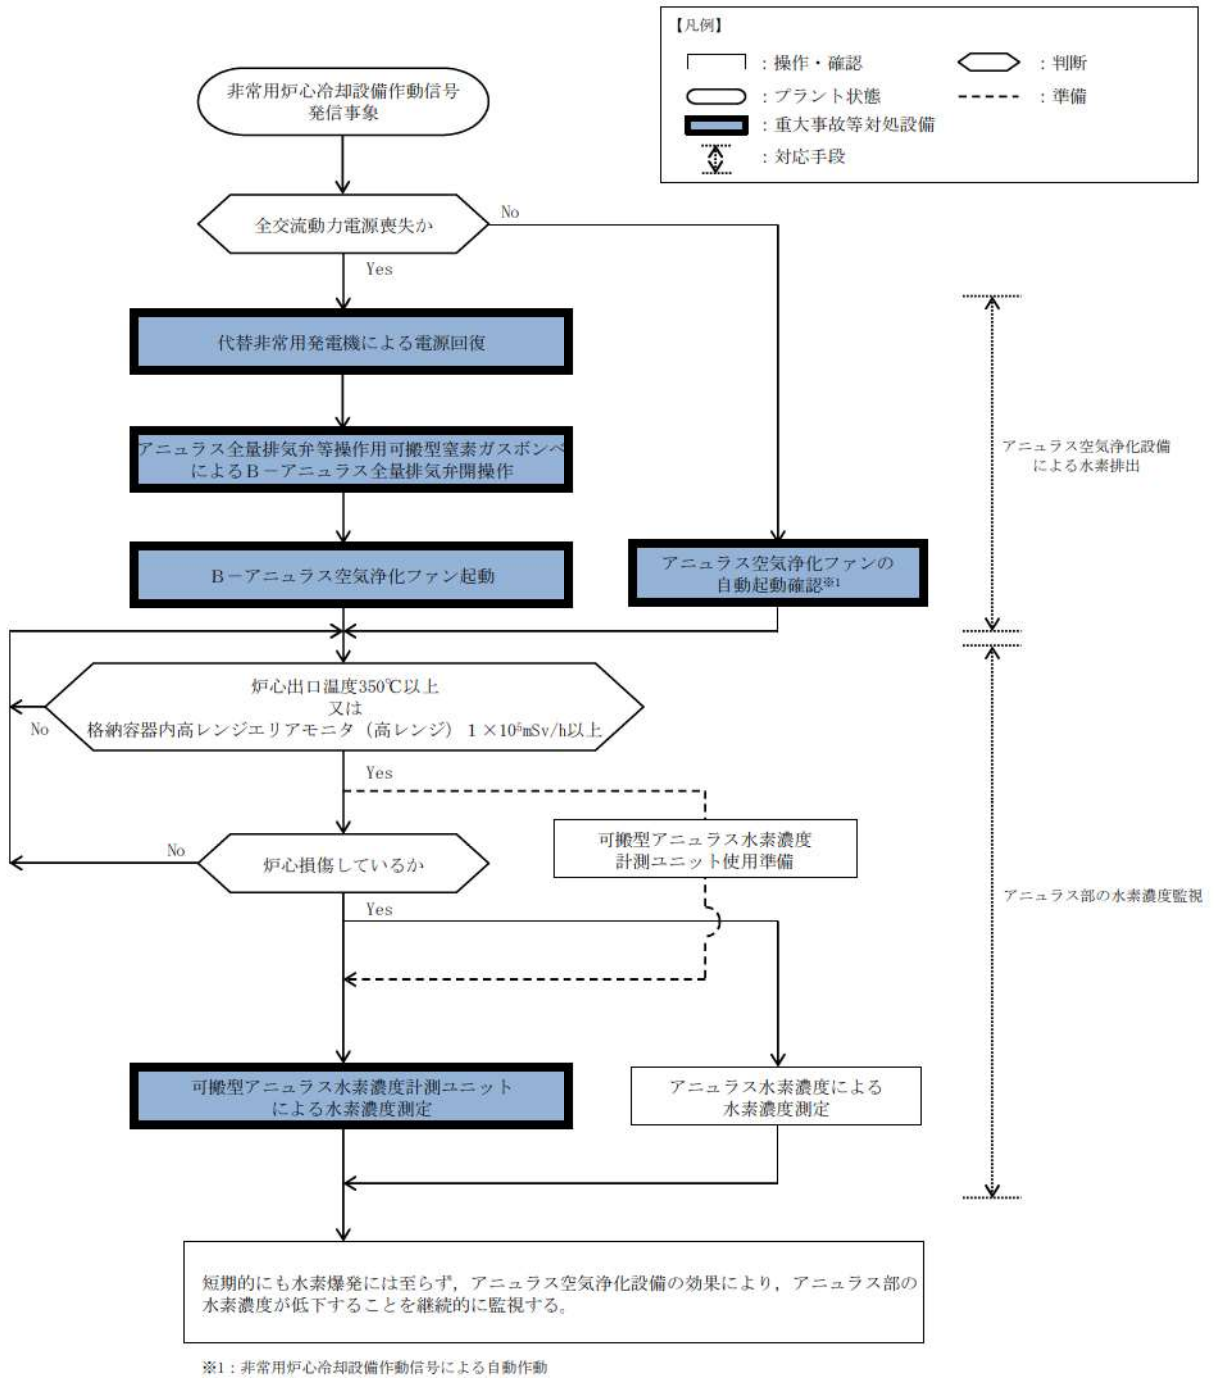 【凡例】
：操作・確認
：判断
：プラント状態
：準備
：重大事故等対処設備
：対応手段
非常用炉心冷却設備作動信号
発信事象
全交流動力電源喪失か
No
Yes
代替非常用発電機による電源回復
アニュラス全量排気弁等操作用可搬型窒素ガスボンベ
によるＢ－アニュラス全量排気弁開操作
アニュラス空気浄化設備
による水素排出
Ｂ－アニュラス空気浄化ファン起動
アニュラス空気浄化ファンの
自動起動確認※1
炉心出口温度350℃以上
又は
格納容器内高レンジエリアモニタ（高レンジ）１×10⁵mSv/h以上
No
Yes
可搬型アニュラス水素濃度
計測ユニット使用準備
炉心損傷しているか
No
Yes
アニュラス部の水素濃度監視
可搬型アニュラス水素濃度計測ユニット
による水素濃度測定
アニュラス水素濃度による
水素濃度測定
短期的にも水素爆発には至らず，アニュラス空気浄化設備の効果により，アニュラス部の
水素濃度が低下することを継続的に監視する。
※1：非常用炉心冷却設備作動信号による自動作動